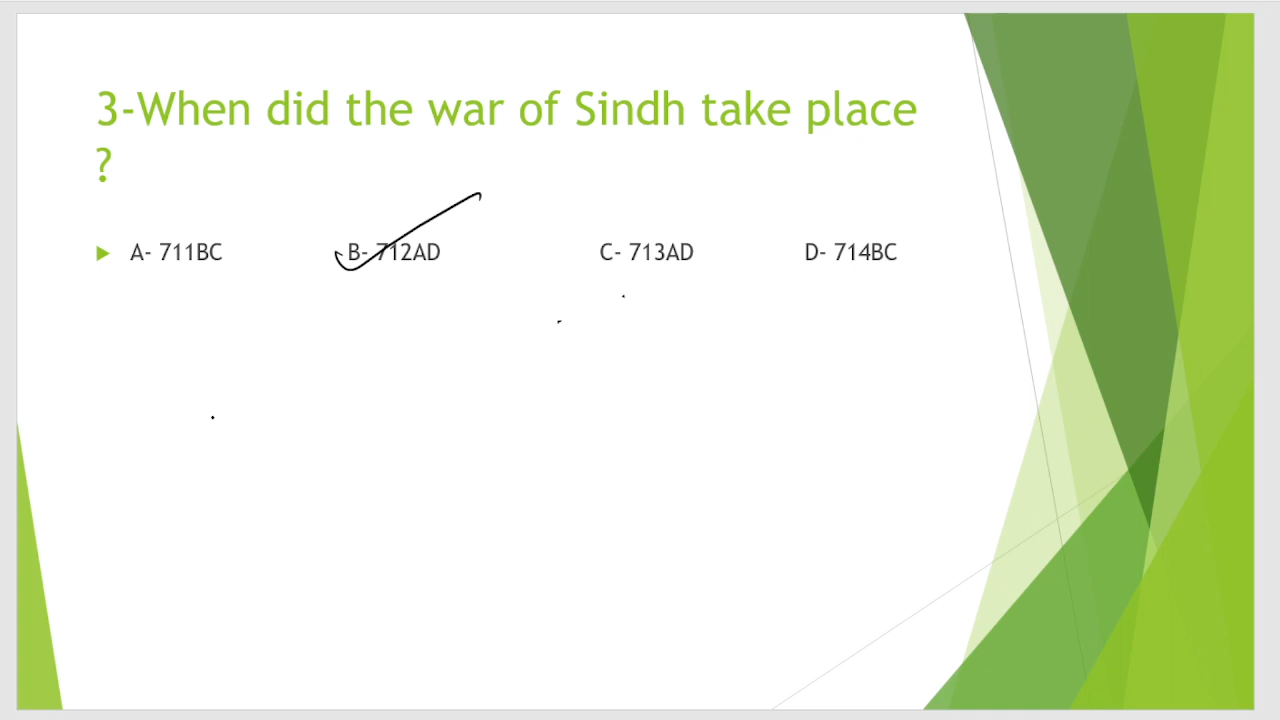 3-When did the war of Sindh take place
?
A- 711BC B- 712AD C- 713AD D- 714BC